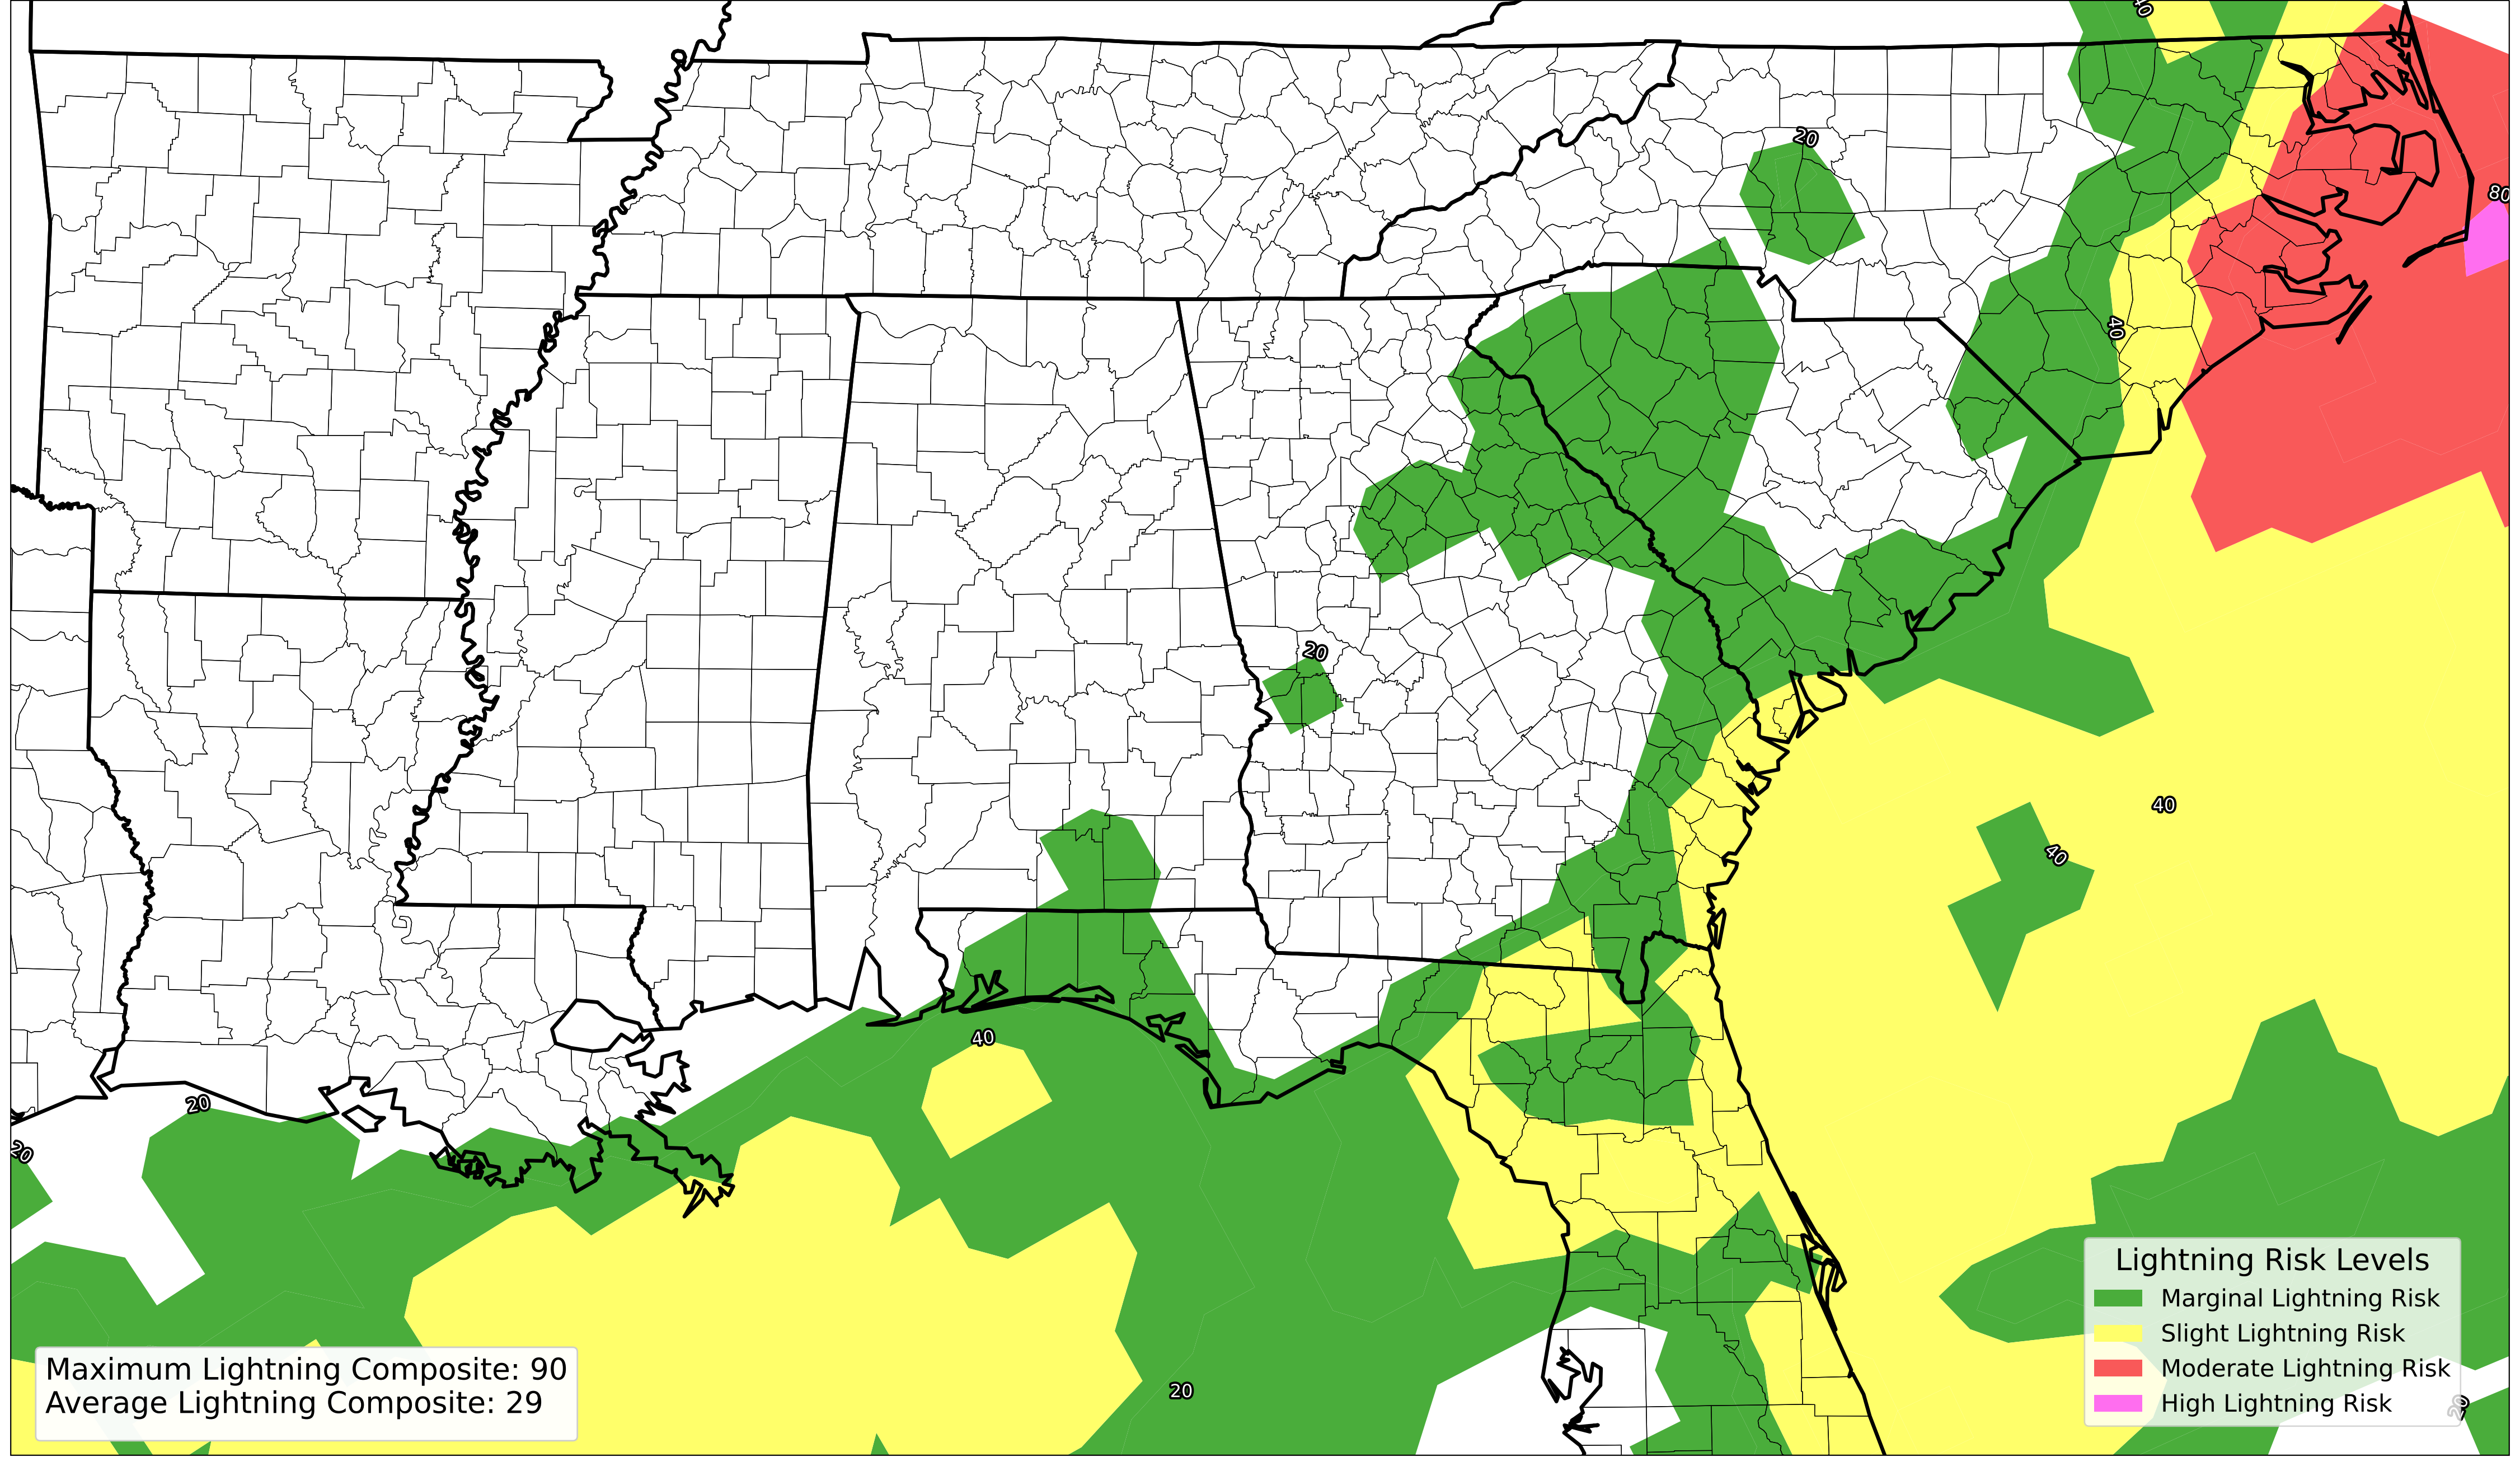 40
20
80
40
20
40
40
40
20
20
20
20
Lightning Risk Levels
Marginal Lightning Risk
Slight Lightning Risk
Moderate Lightning Risk
High Lightning Risk
Maximum Lightning Composite: 90
Average Lightning Composite: 29